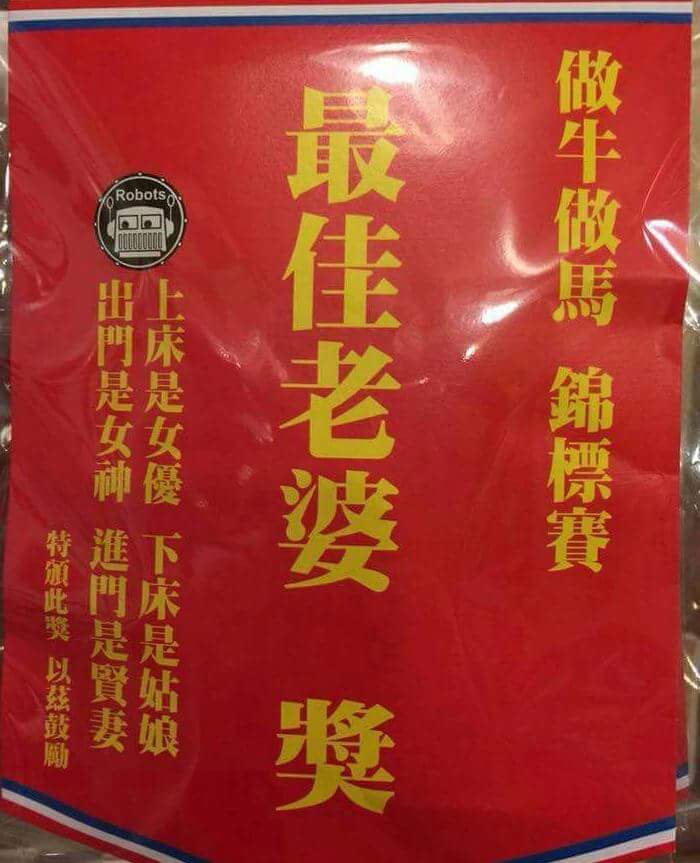 做牛做馬 錦標賽
最佳老婆 獎
Robots
上床是女優 下床是姑娘
出門是女神 進門是賢妻
特頒此獎 以茲鼓勵